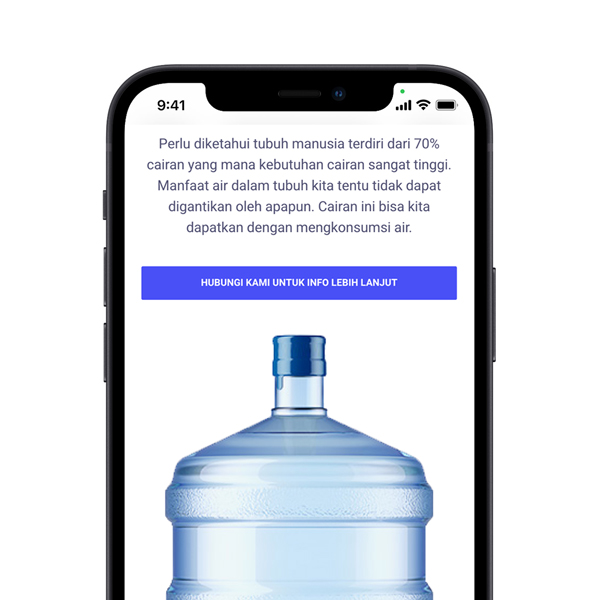 9:41
Perlu diketahui tubuh manusia terdiri dari 70%
cairan yang mana kebutuhan cairan sangat tinggi.
Manfaat air dalam tubuh kita tentu tidak dapat
digantikan oleh apapun. Cairan ini bisa kita
dapatkan dengan mengkonsumsi air.
HUBUNGI KAMI UNTUK INFO LEBIH LANJUT